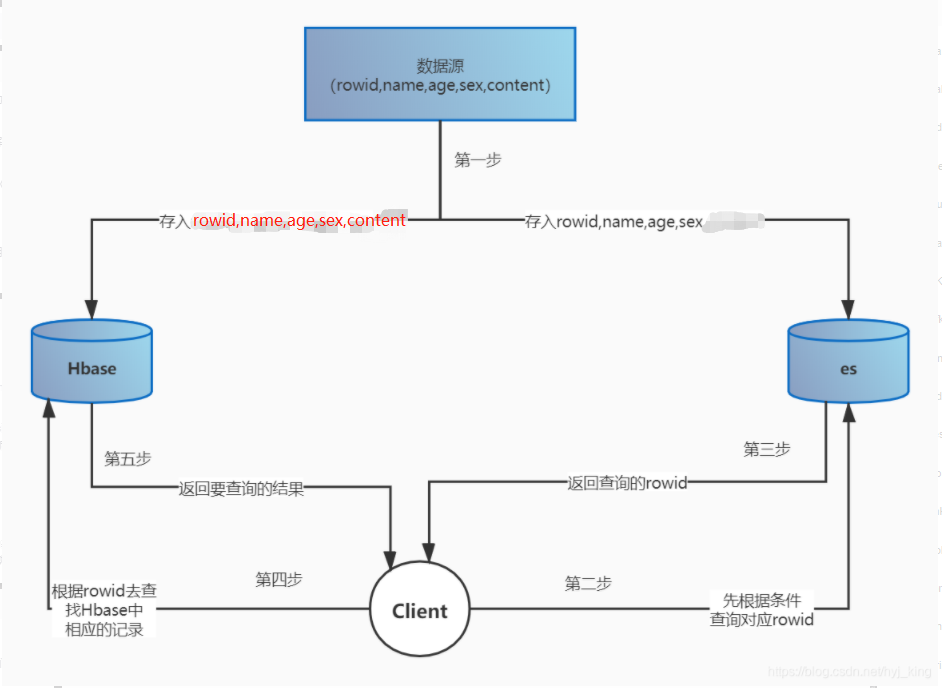 数据源
(rowid,name,age,sex,content)
第一步
存入rowid,name,age,sex,content
存入rowid,name,age,sex
Hbase
es
第五步
第三步
返回要查询的结果
返回查询的rowid
第四步
第二步
根据rowid去查
找Hbase中
相应的记录
Client
先根据条件
查询对应rowid
https://blog.csdn.net/hyj_king